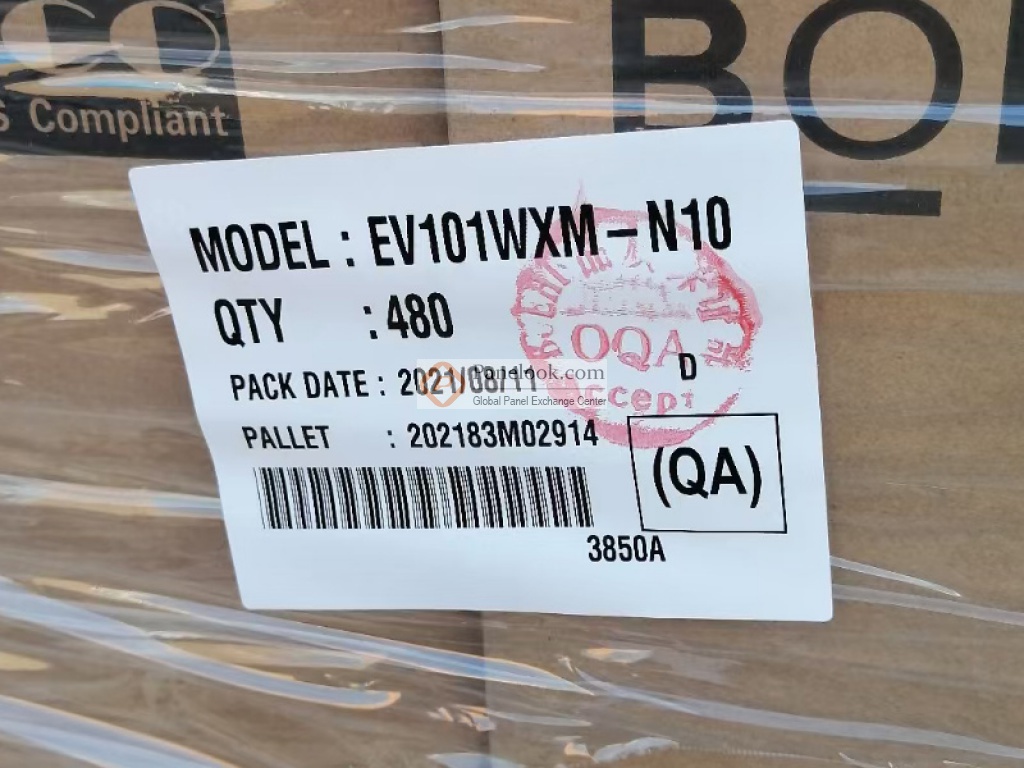 S Compliant
BO
MODEL : EV101WXM-N10
QTY : 480
PACK DATE : 2021/08/11
Panelook.com
Global Panel Exchange Center
OQA
D
Accept
PALLET : 202183M02914
(QA)
3850A